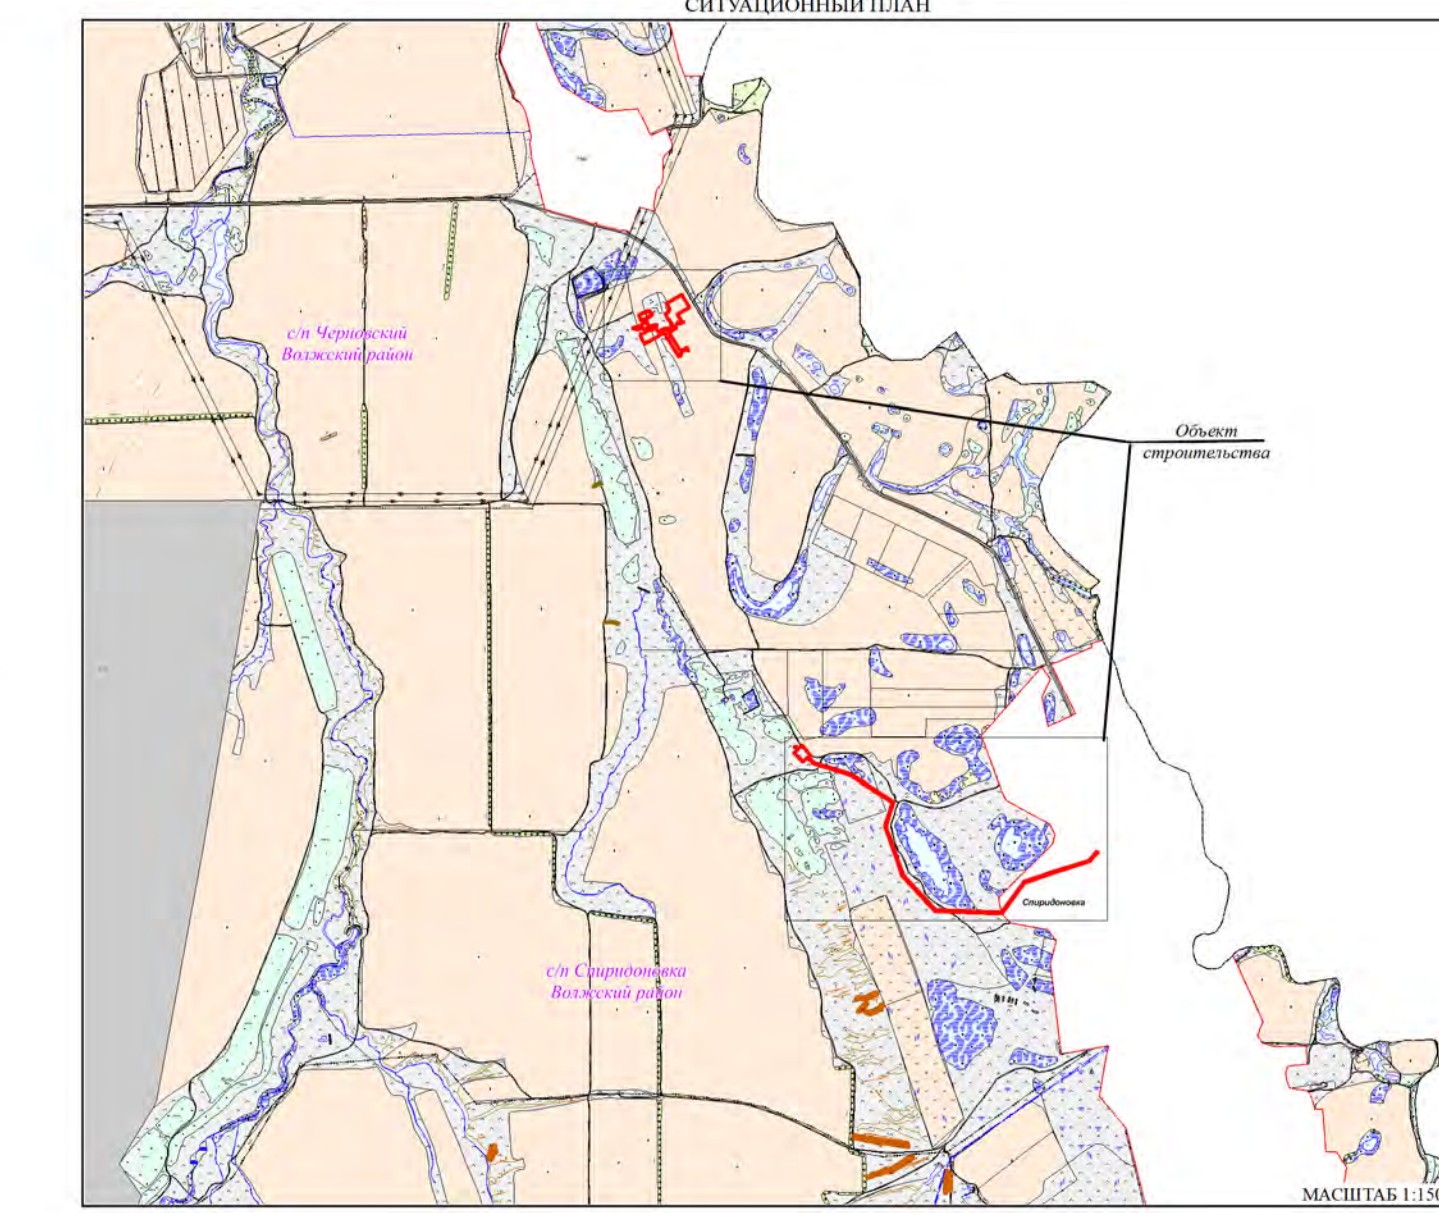 СИТУАЦИОННЫЙ ПЛАН
с/п Черновский
Волжский район
Объект
строительства
Спиридоновка
с/п Спиридоновка
Волжский район
МАСШТАБ 1:150